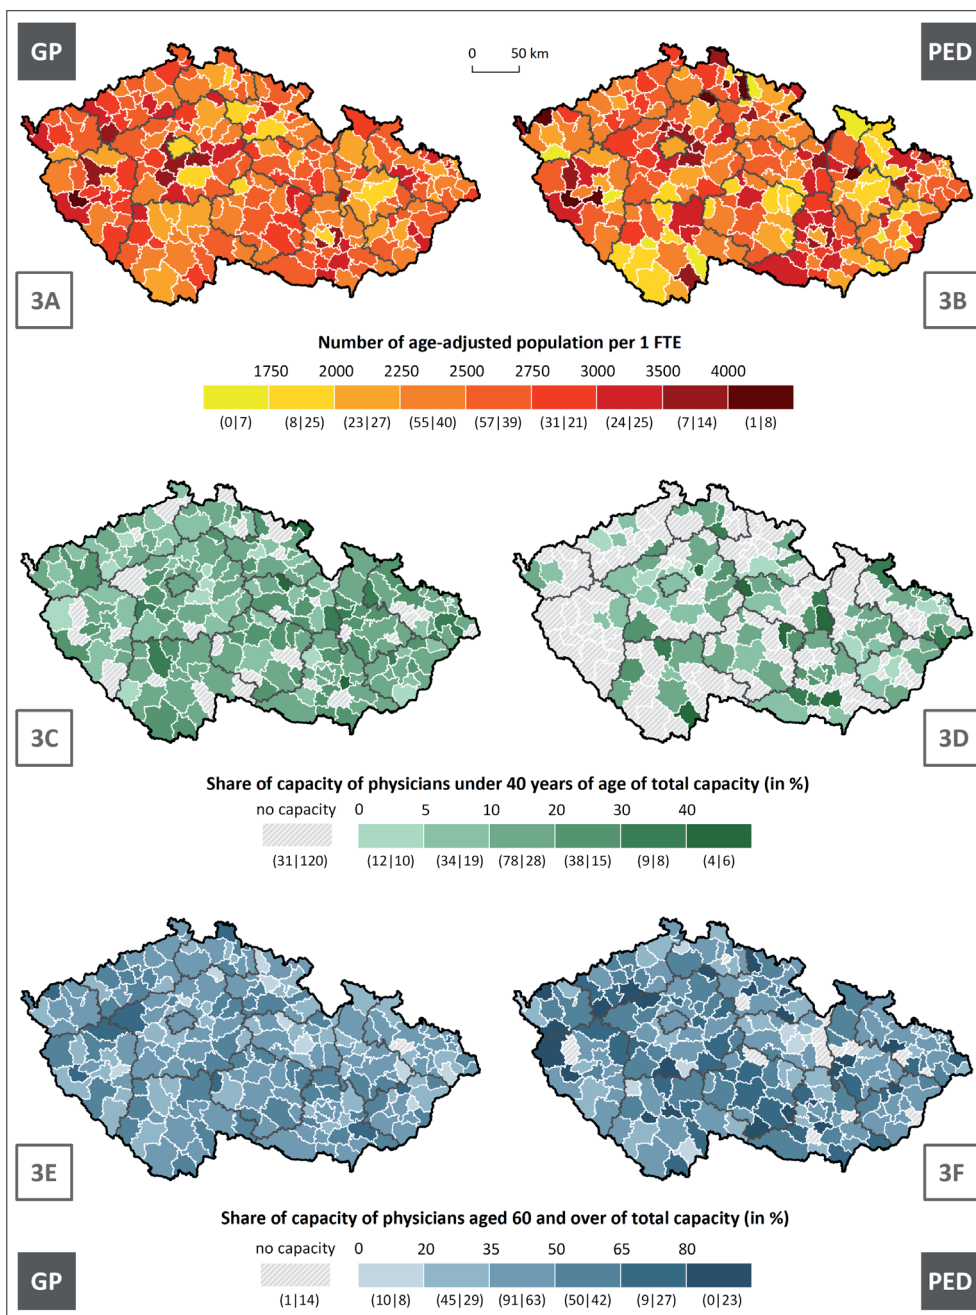 GP
0 50 km
PED
3A
3B
Number of age-adjusted population per 1 FTE
1750 2000 2250 2500 2750 3000 3500 4000
(0|7) (8|25) (23|27) (55|40) (57|39) (31|21) (24|25) (7|14) (1|8)
3C
3D
Share of capacity of physicians under 40 years of age of total capacity (in %)
no capacity 0 5 10 20 30 40
(31|120) (12|10) (34|19) (78|28) (38|15) (9|8) (4|6)
3E
3F
Share of capacity of physicians aged 60 and over of total capacity (in %)
no capacity 0 20 35 50 65 80
GP
(1|14) (10|8) (45|29) (91|63) (50|42) (9|27) (0|23)
PED